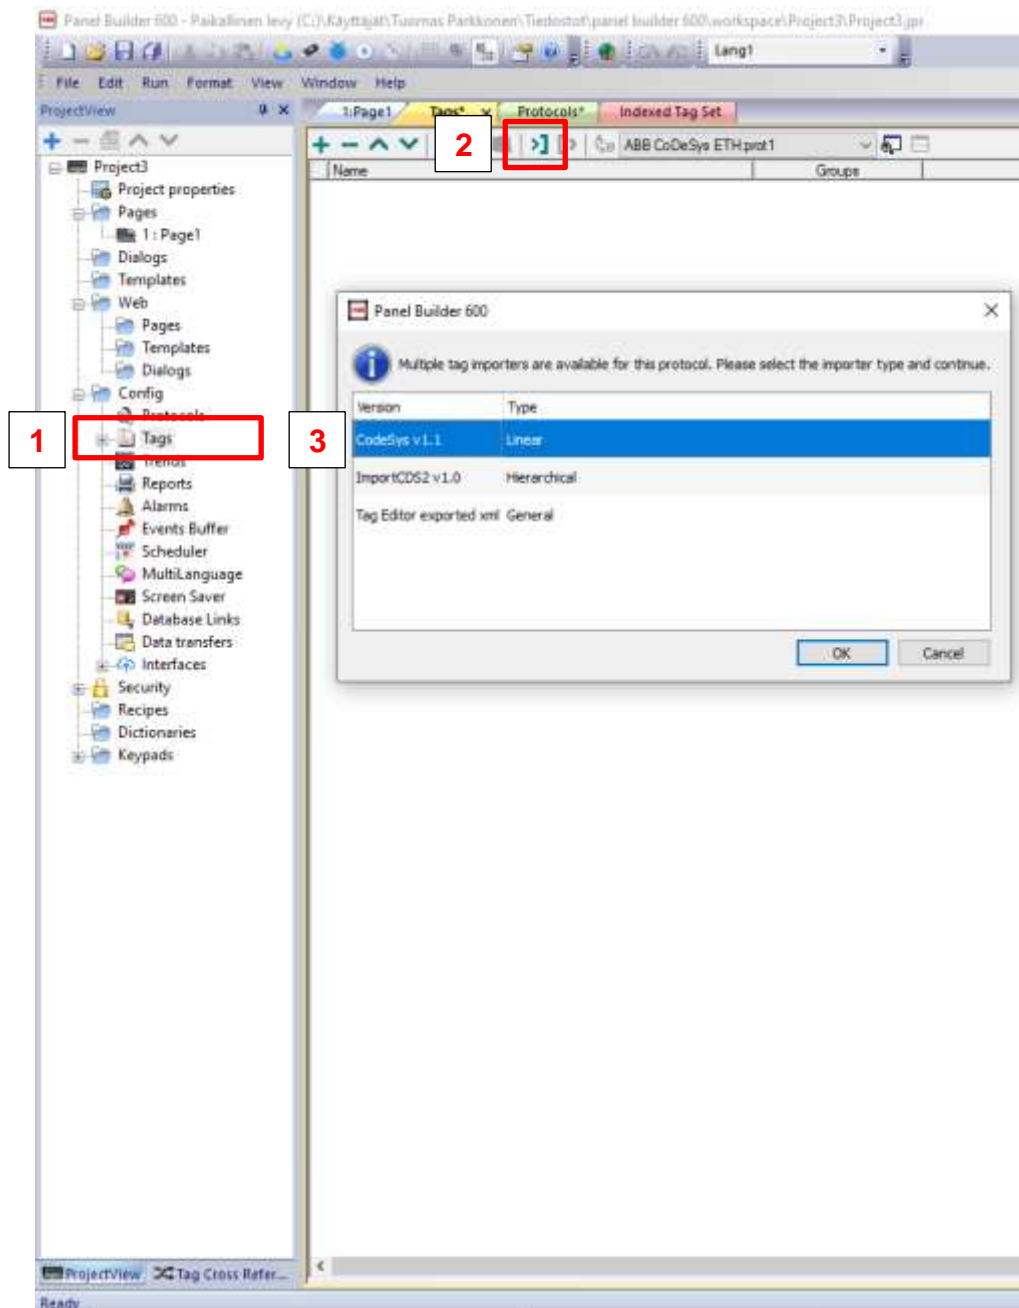 Panel Builder 600 - Paikallinen levy (C:)\Käyttäjät\Tuomas Parkkonen\Tiedostot\panel builder 600\workspace\Project3\Project3.jpr
Lang1
File Edit Run Format View Window Help
ProjectView
1:Page1 Tags* Protocols* Indexed Tag Set
2
ABB CoDeSys ETH:prot1
Name Groups
Project3
Project properties
Pages
1 : Page1
Dialogs
Templates
Web
Pages
Templates
Dialogs
Config
Protocols
1
Tags
Trends
Reports
Alarms
Events Buffer
Scheduler
MultiLanguage
Screen Saver
Database Links
Data transfers
Interfaces
Security
Recipes
Dictionaries
Keypads
Panel Builder 600
Multiple tag importers are available for this protocol. Please select the importer type and continue.
Version Type
3
CodeSys v1.1 Linear
ImportCDS2 v1.0 Hierarchical
Tag Editor exported xml General
OK Cancel
ProjectView Tag Cross Refer...
Ready